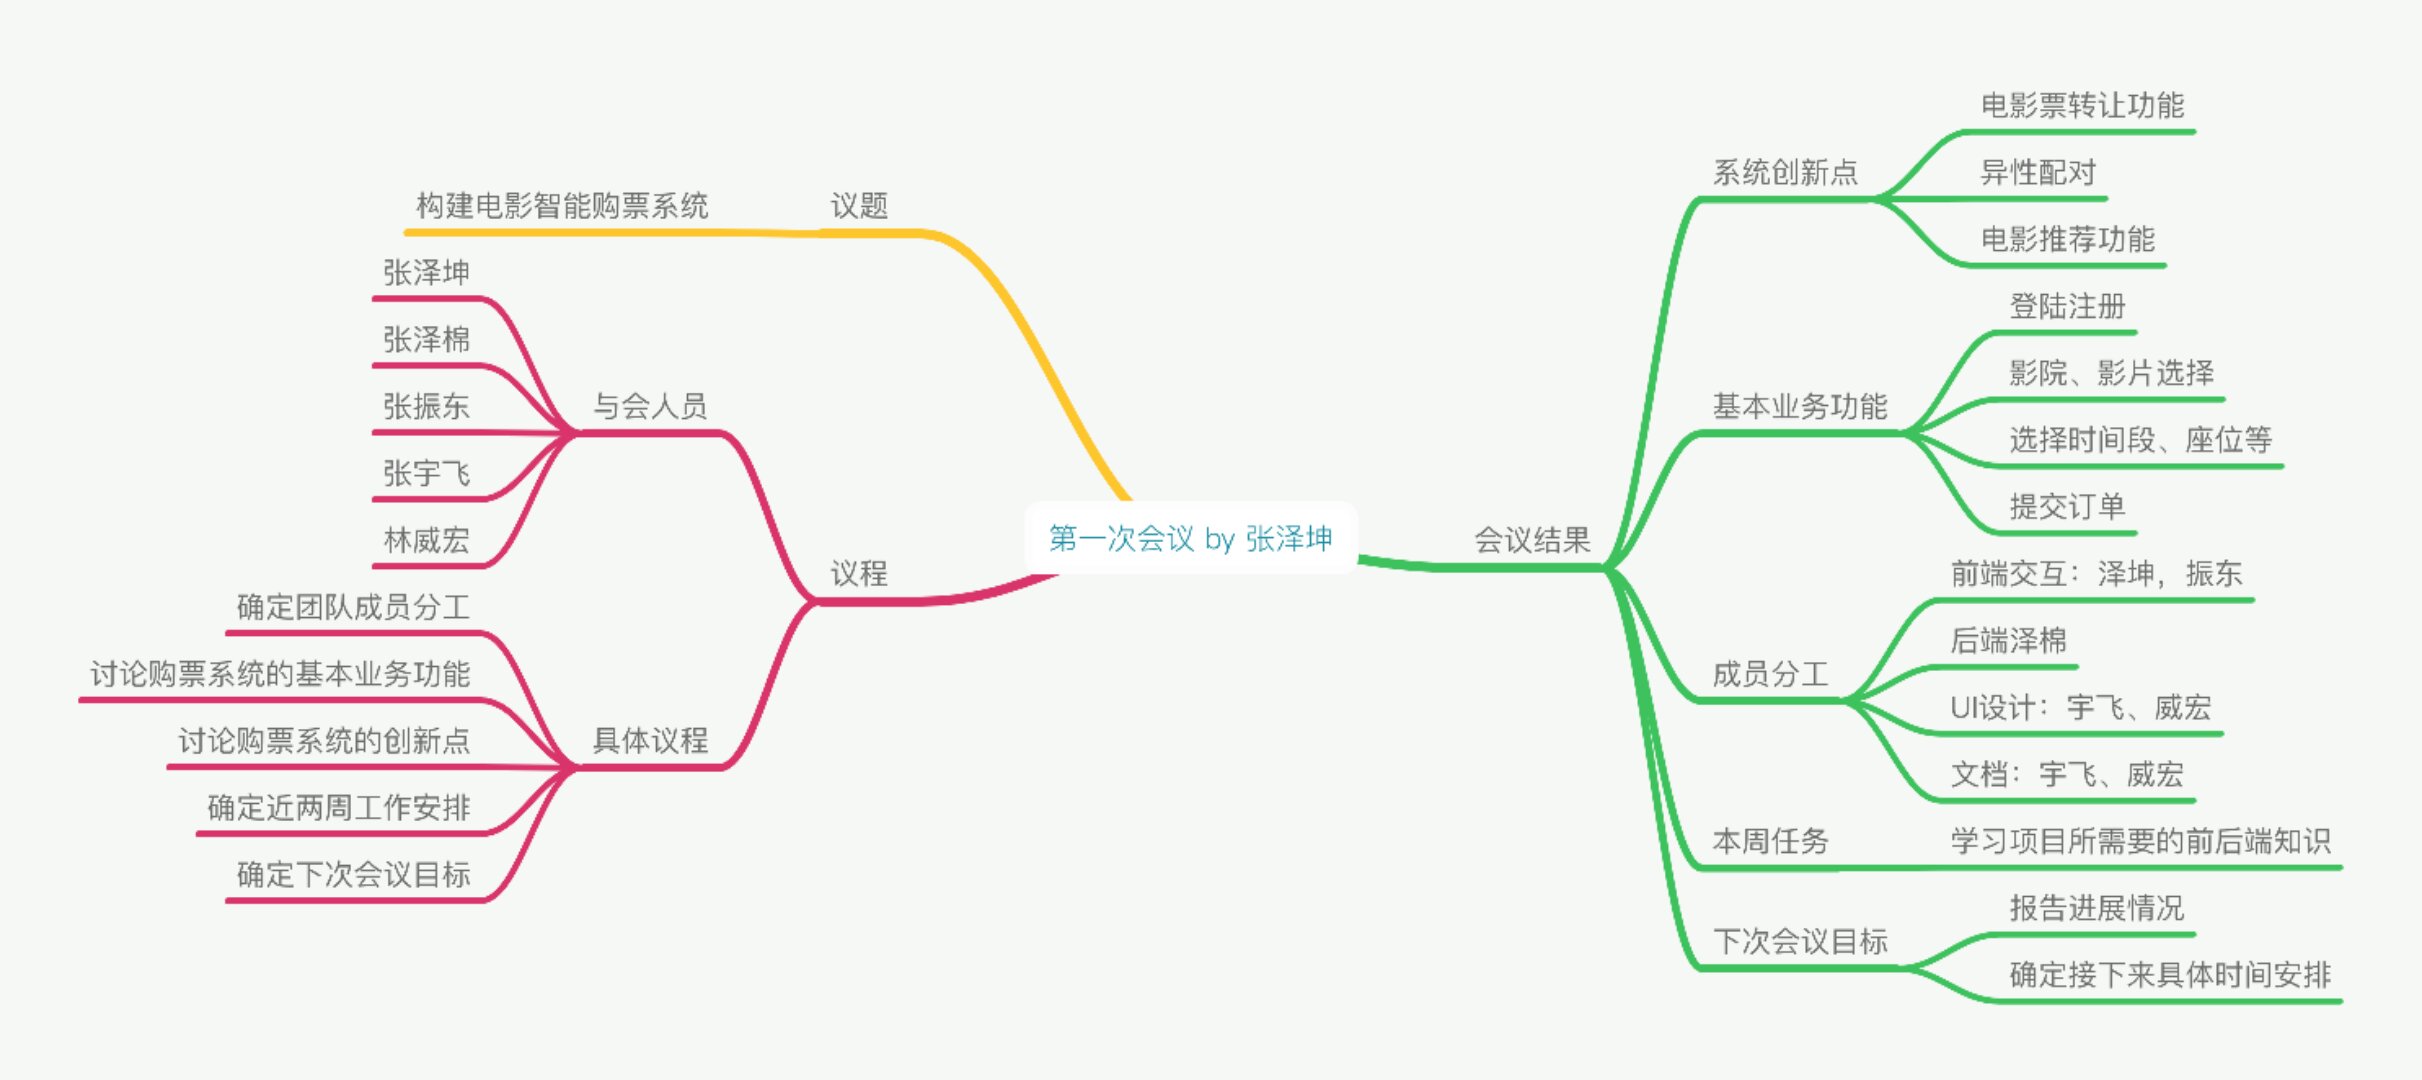 第一次会议 by 张泽坤
议题
构建电影智能购票系统
议程
与会人员
张泽坤
张泽棉
张振东
张宇飞
林威宏
具体议程
确定团队成员分工
讨论购票系统的基本业务功能
讨论购票系统的创新点
确定近两周工作安排
确定下次会议目标
会议结果
系统创新点
电影票转让功能
异性配对
电影推荐功能
基本业务功能
登陆注册
影院、影片选择
选择时间段、座位等
提交订单
成员分工
前端交互：泽坤，振东
后端泽棉
UI设计：宇飞、威宏
文档：宇飞、威宏
本周任务
学习项目所需要的前后端知识
下次会议目标
报告进展情况
确定接下来具体时间安排